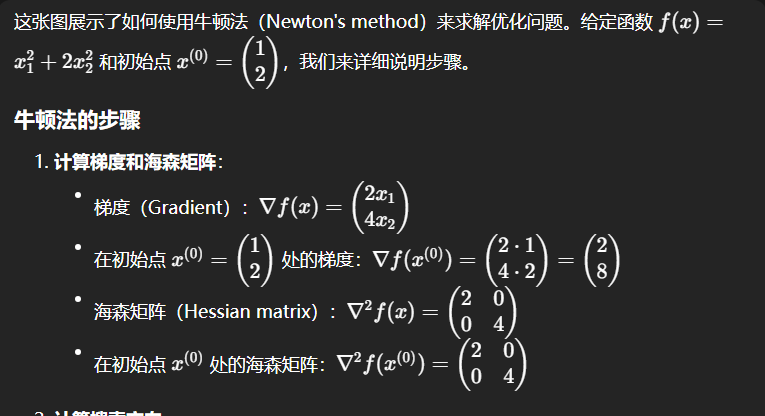 这张图展示了如何使用牛顿法（Newton's method）来求解优化问题。给定函数 $f(x) =$
$x_1^2 + 2x_2^2$ 和初始点 $x^{(0)} = \begin{pmatrix} 1 \\ 2 \end{pmatrix}$，我们来详细说明步骤。
牛顿法的步骤
1. 计算梯度和海森矩阵：
• 梯度（Gradient）：$\nabla f(x) = \begin{pmatrix} 2x_1 \\ 4x_2 \end{pmatrix}$
• 在初始点 $x^{(0)} = \begin{pmatrix} 1 \\ 2 \end{pmatrix}$ 处的梯度：$\nabla f(x^{(0)}) = \begin{pmatrix} 2 \cdot 1 \\ 4 \cdot 2 \end{pmatrix} = \begin{pmatrix} 2 \\ 8 \end{pmatrix}$
• 海森矩阵（Hessian matrix）：$\nabla^2 f(x) = \begin{pmatrix} 2 & 0 \\ 0 & 4 \end{pmatrix}$
• 在初始点 $x^{(0)}$ 处的海森矩阵：$\nabla^2 f(x^{(0)}) = \begin{pmatrix} 2 & 0 \\ 0 & 4 \end{pmatrix}$